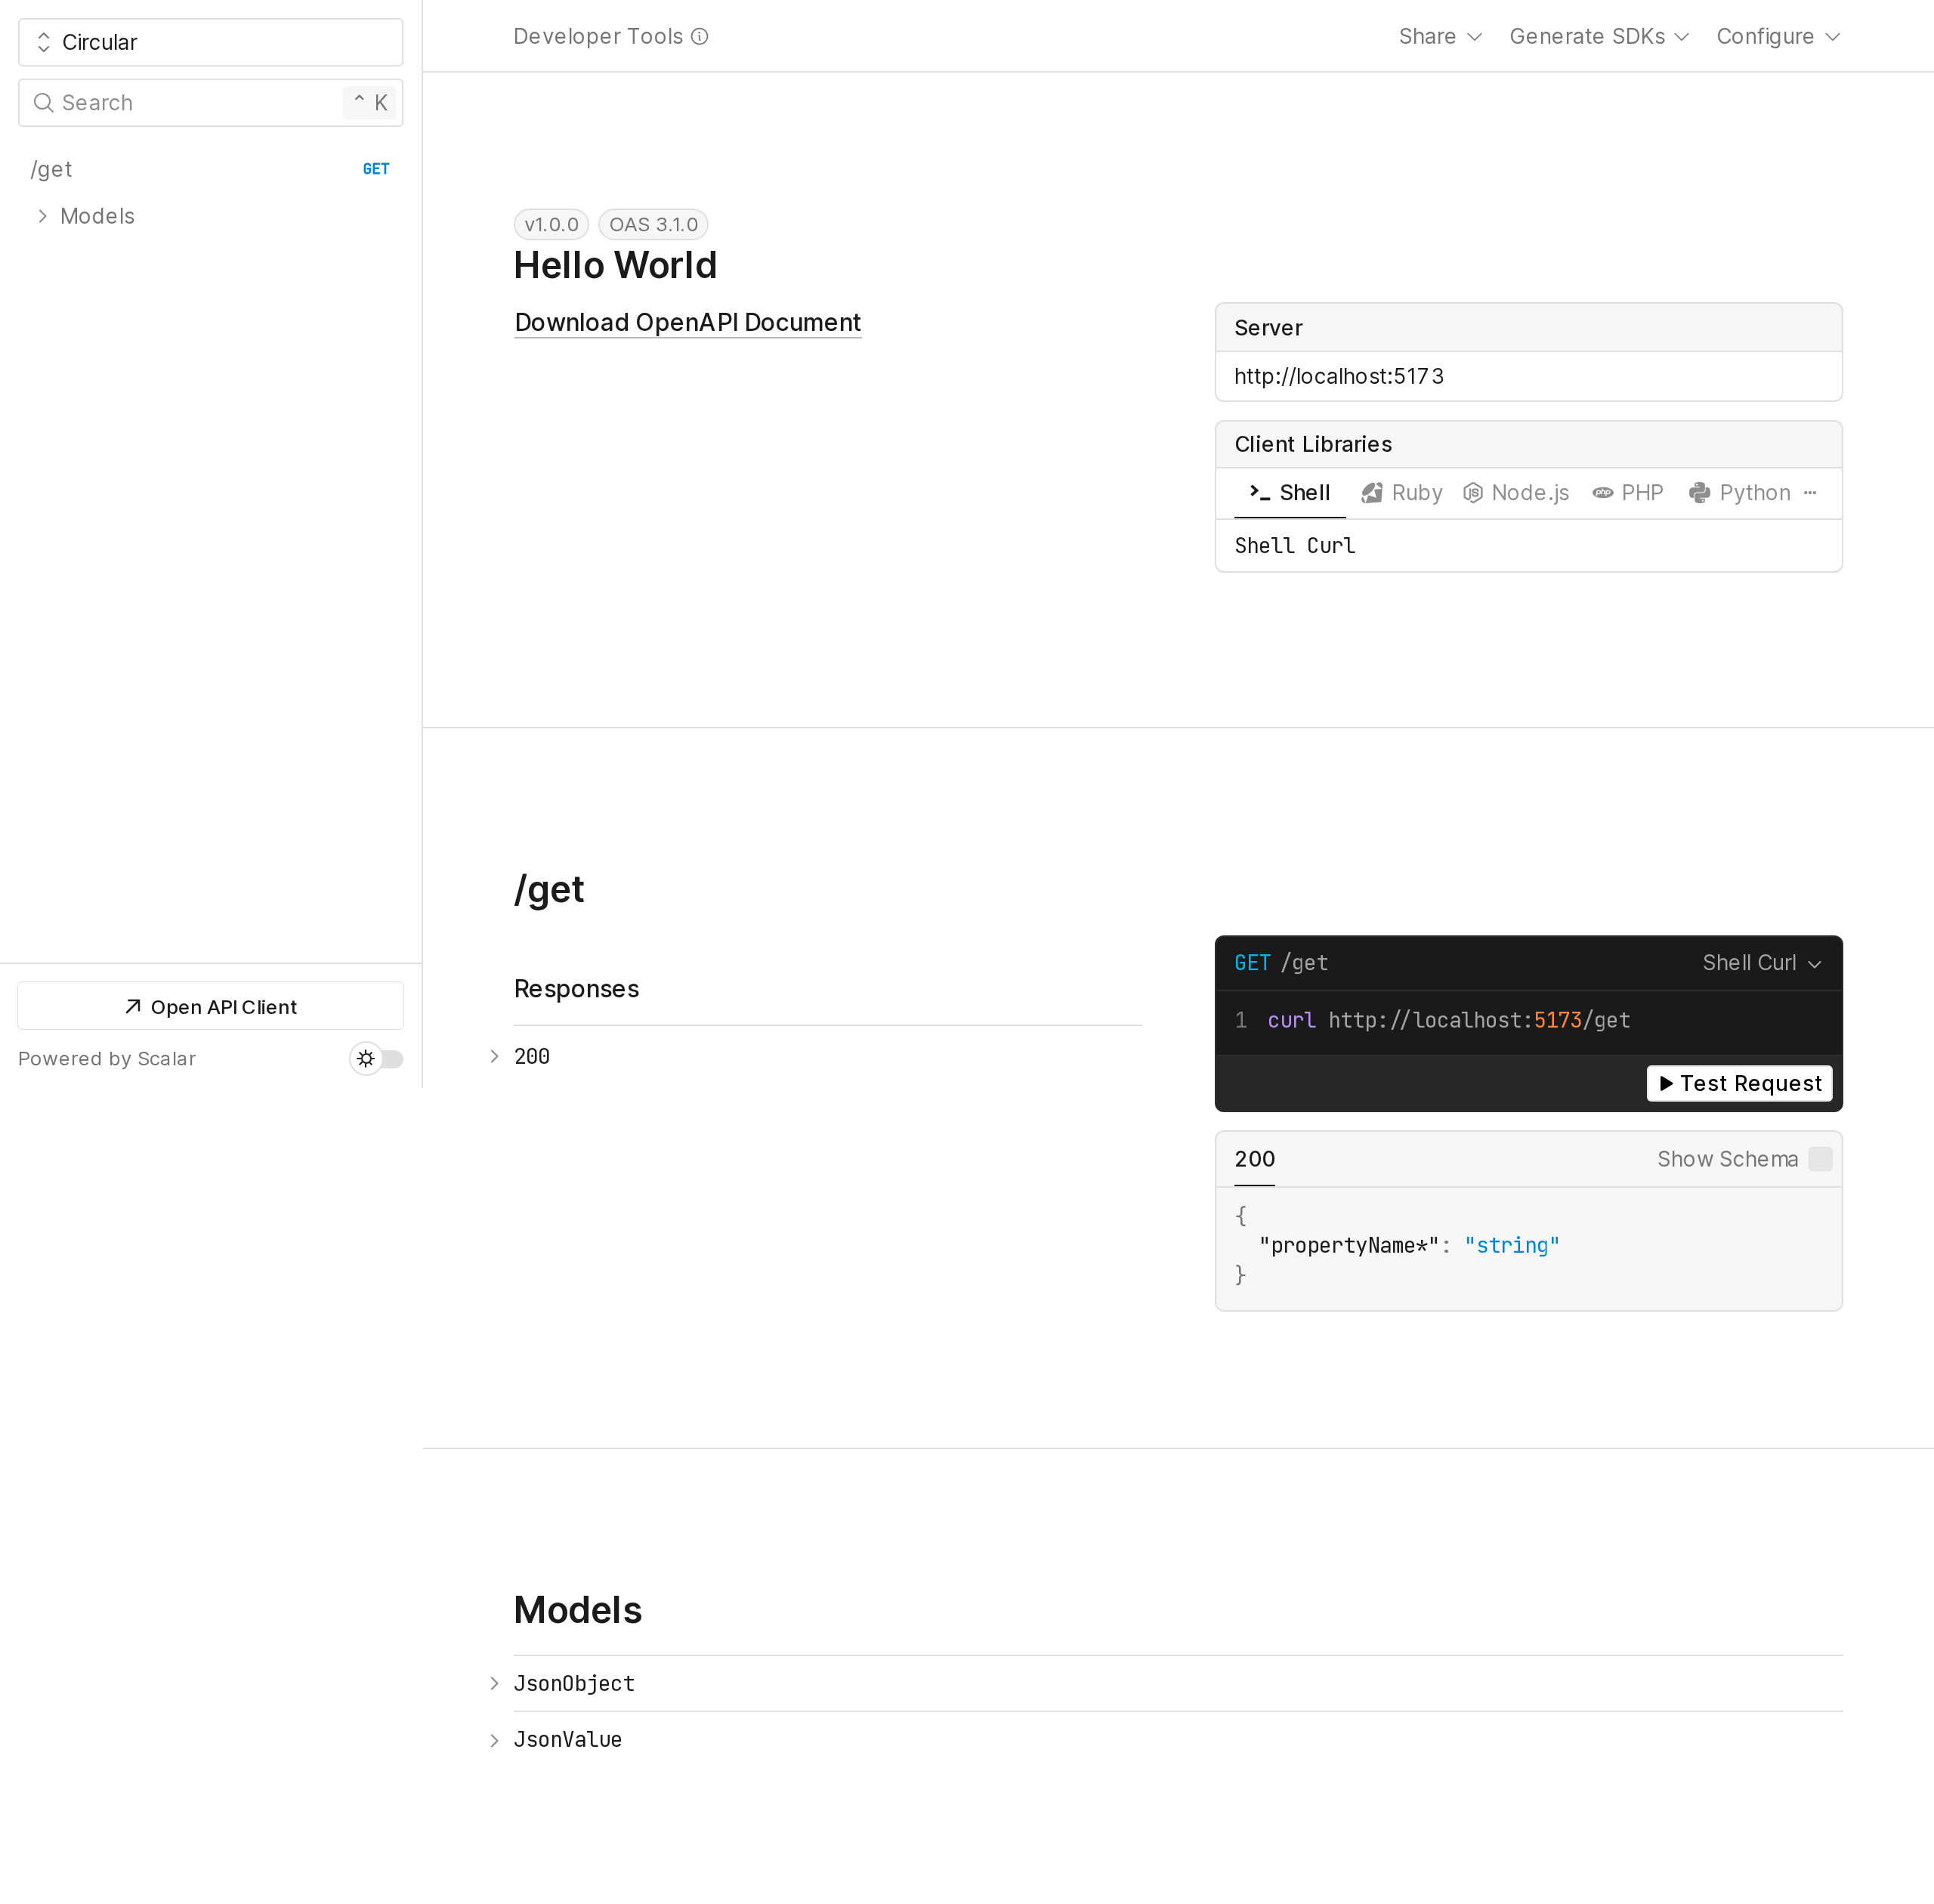 Circular
Search
⌃ K
/get
GET
Models
Open API Client
Powered by Scalar
Developer Tools
Share
Generate SDKs
Configure
v1.0.0
OAS 3.1.0
Hello World
Download OpenAPI Document
Server
http://localhost:5173
Client Libraries
Shell
Ruby
Node.js
PHP
Python
Shell Curl
/get
Responses
200
GET /get
Shell Curl
1 curl http://localhost:5173/get
Test Request
200
Show Schema
{
"propertyName*": "string"
}
Models
JsonObject
JsonValue